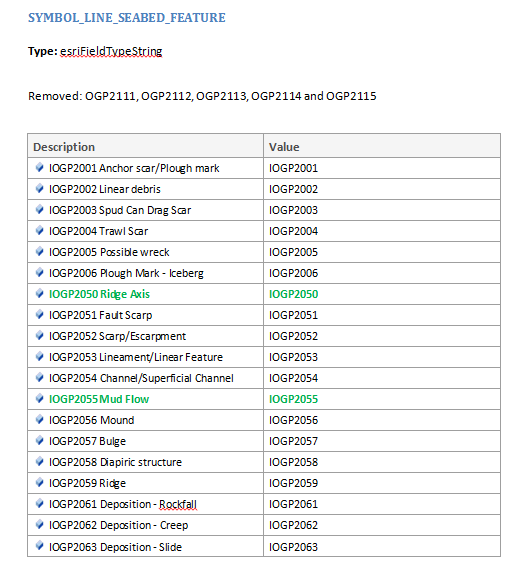 SYMBOL_LINE_SEABED_FEATURE
Type: esriFieldTypeString
Removed: OGP2111, OGP2112, OGP2113, OGP2114 and OGP2115
Description Value
IOGP2001 Anchor scar/Plough mark IOGP2001
IOGP2002 Linear debris IOGP2002
IOGP2003 Spud Can Drag Scar IOGP2003
IOGP2004 Trawl Scar IOGP2004
IOGP2005 Possible wreck IOGP2005
IOGP2006 Plough Mark - Iceberg IOGP2006
IOGP2050 Ridge Axis IOGP2050
IOGP2051 Fault Scarp IOGP2051
IOGP2052 Scarp/Escarpment IOGP2052
IOGP2053 Lineament/Linear Feature IOGP2053
IOGP2054 Channel/Superficial Channel IOGP2054
IOGP2055 Mud Flow IOGP2055
IOGP2056 Mound IOGP2056
IOGP2057 Bulge IOGP2057
IOGP2058 Diapiric structure IOGP2058
IOGP2059 Ridge IOGP2059
IOGP2061 Deposition - Rockfall IOGP2061
IOGP2062 Deposition - Creep IOGP2062
IOGP2063 Deposition - Slide IOGP2063